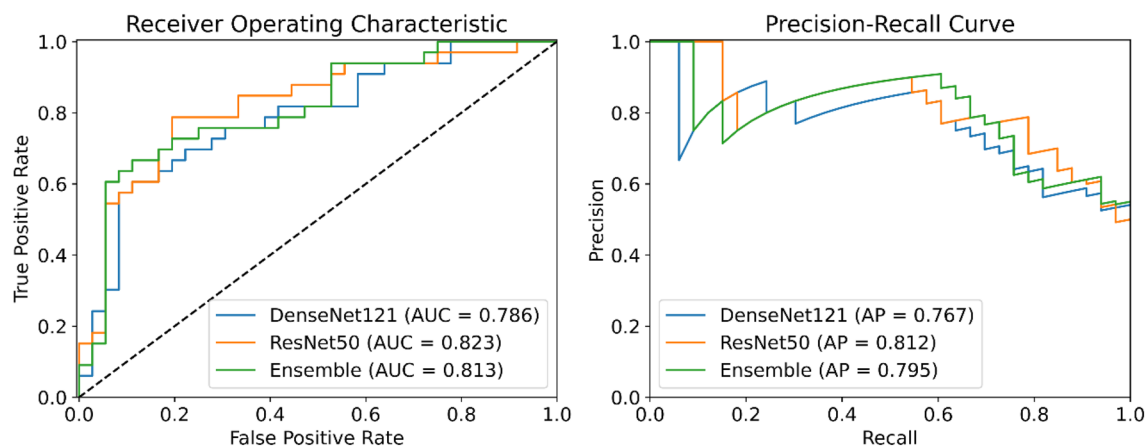 Receiver Operating Characteristic
1.0
0.8
0.6
0.4
0.2
0.0
True Positive Rate
DenseNet121 (AUC = 0.786)
ResNet50 (AUC = 0.823)
Ensemble (AUC = 0.813)
0.0 0.2 0.4 0.6 0.8 1.0
False Positive Rate
Precision-Recall Curve
1.0
0.8
0.6
0.4
0.2
0.0
Precision
DenseNet121 (AP = 0.767)
ResNet50 (AP = 0.812)
Ensemble (AP = 0.795)
0.0 0.2 0.4 0.6 0.8 1.0
Recall